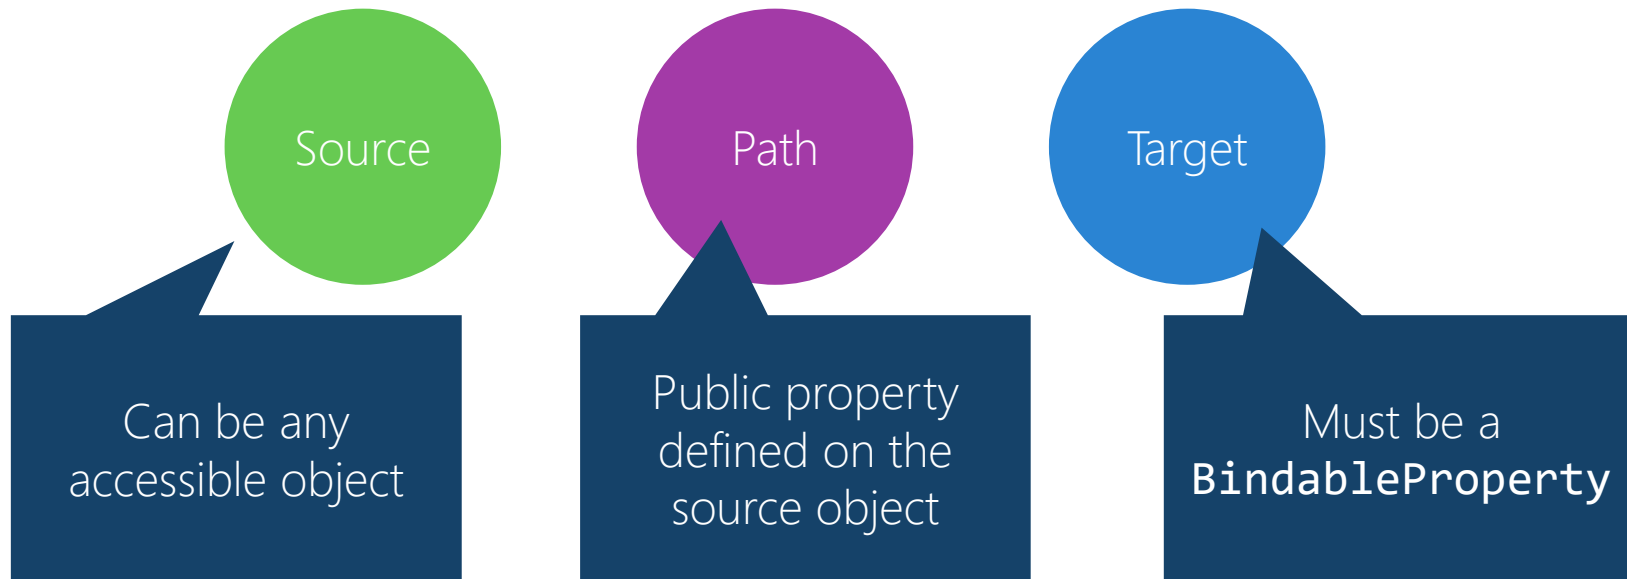 Source
Path
Target
Can be any
accessible object
Public property
defined on the
source object
Must be a
BindableProperty